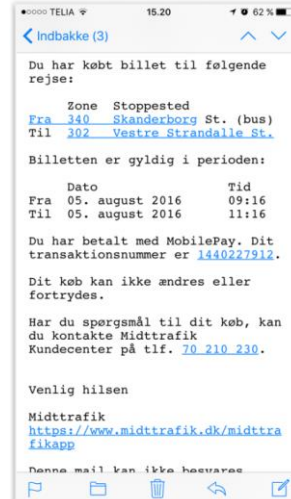 TELIA 15.20 62 %
Indbakke (3)
Du har købt billet til følgende
rejse:
Zone Stoppested
Fra 340 Skanderborg St. (bus)
Til 302 Vestre Strandalle St.
Billetten er gyldig i perioden:
Dato Tid
Fra 05. august 2016 09:16
Til 05. august 2016 11:16
Du har betalt med MobilePay. Dit
transaktionsnummer er 1440227912.
Dit køb kan ikke ændres eller
fortrydes.
Har du spørgsmål til dit køb, kan
du kontakte Midttrafik
Kundecenter på tlf. 70 210 230.
Venlig hilsen
Midttrafik
https://www.midttrafik.dk/midttra
fikapp
Denne mail kan ikke besvares